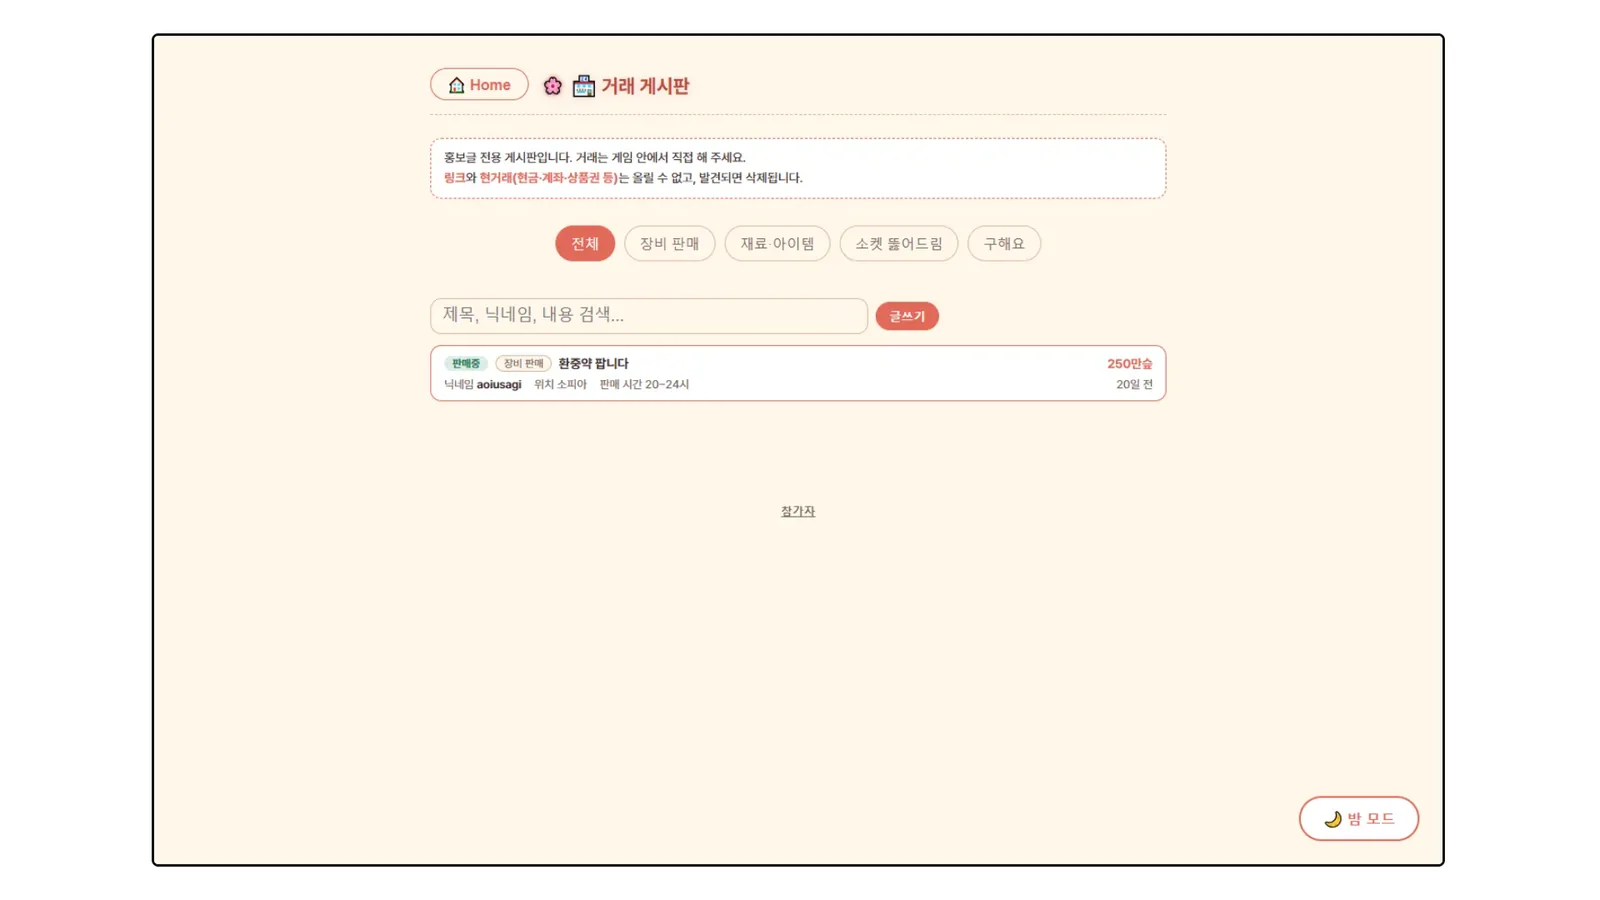 Home 거래 게시판
홍보글 전용 게시판입니다. 거래는 게임 안에서 직접 해 주세요.
링크와 현거래(현금·계좌·상품권 등)는 올릴 수 없고, 발견되면 삭제됩니다.
전체 장비 판매 재료·아이템 소켓 뚫어드림 구해요
제목, 닉네임, 내용 검색... 글쓰기
판매중 장비 판매 환중약 팝니다 250만숲
닉네임 aoiusagi 위치 소피아 판매 시간 20~24시 20일 전
참가자
밤 모드